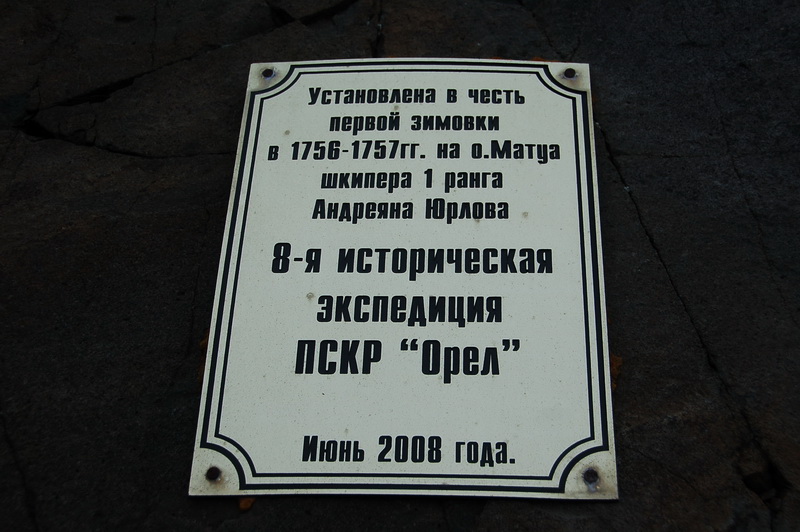 Установлена в честь
первой зимовки
в 1756-1757гг. на о.Матуа
шкипера 1 ранга
Андреяна Юрлова
8-я историческая
экспедиция
ПСКР “Орел”
Июнь 2008 года.